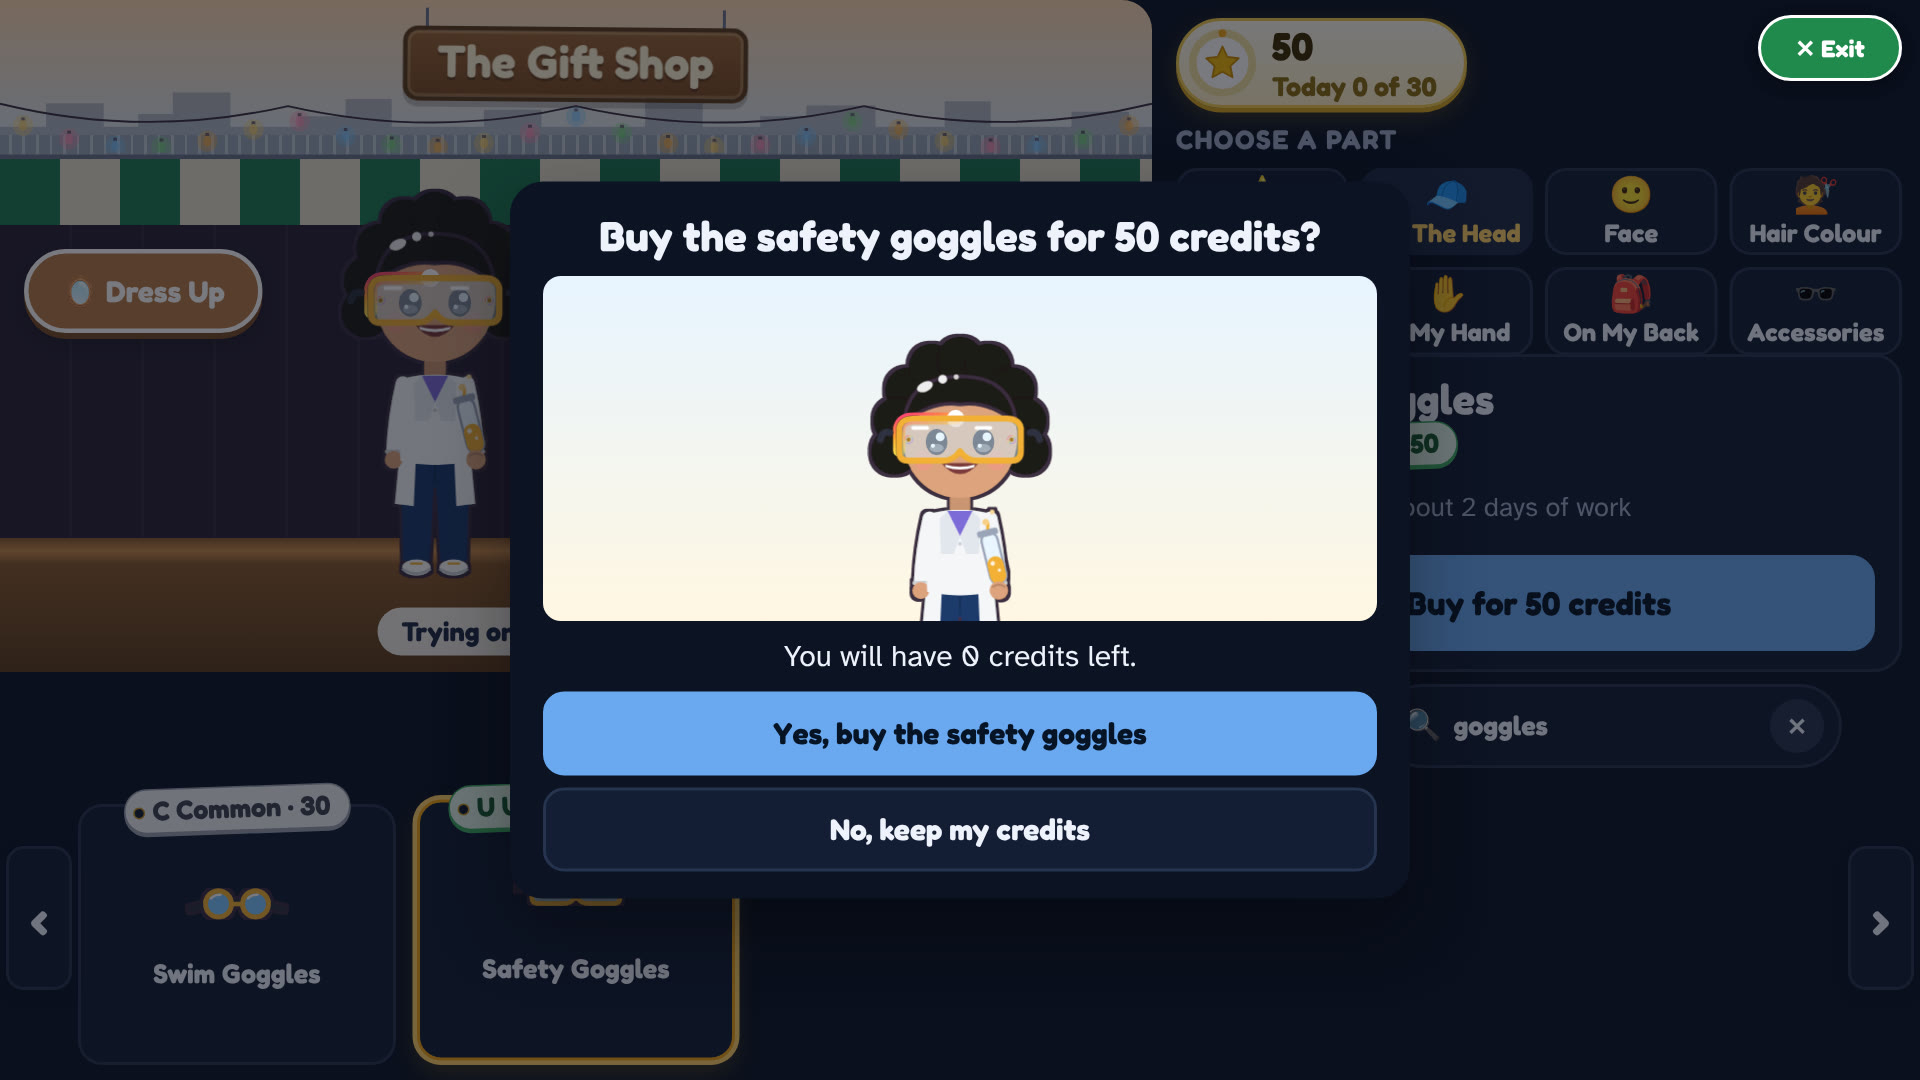 The Gift Shop
50
Today 0 of 30
× Exit
CHOOSE A PART
The Head
Face
Hair Colour
My Hand
On My Back
Accessories
Dress Up
Buy the safety goggles for 50 credits?
50
2 days of work
Buy for 50 credits
Trying
You will have 0 credits left.
Yes, buy the safety goggles
No, keep my credits
goggles
C Common · 30
U
Swim Goggles
Safety Goggles